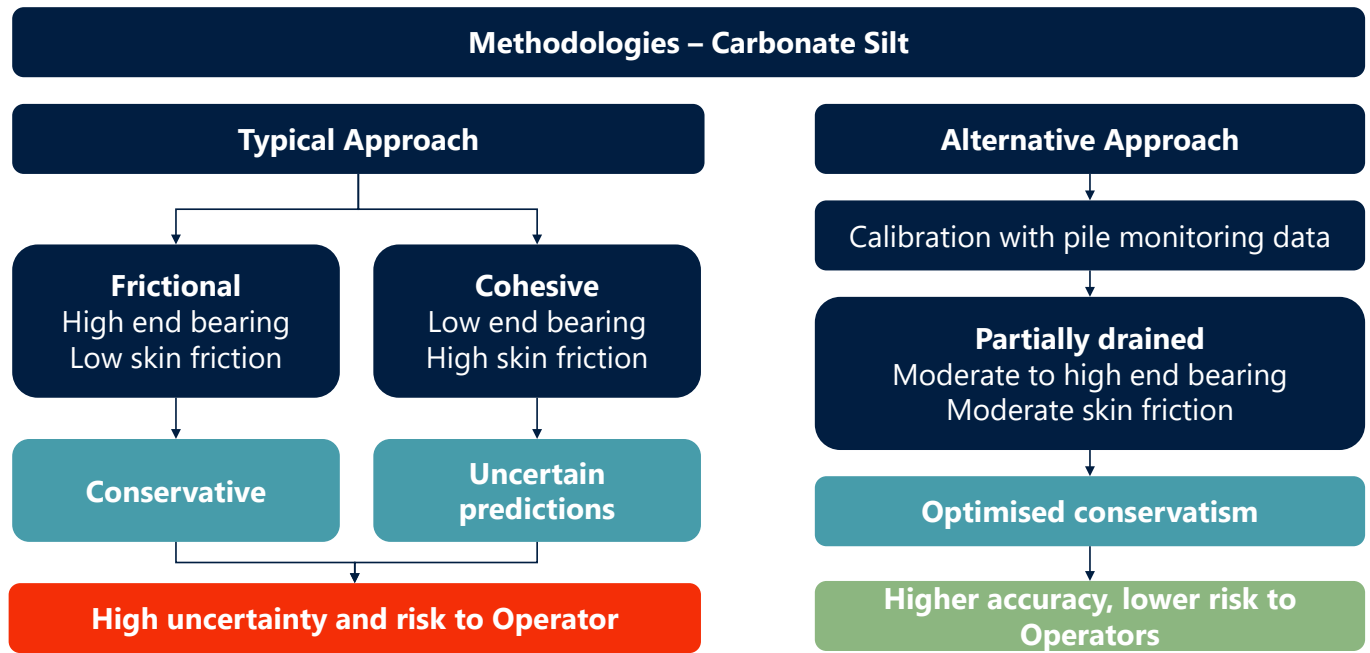 Methodologies – Carbonate Silt
Typical Approach
Frictional
High end bearing
Low skin friction
Cohesive
Low end bearing
High skin friction
Conservative
Uncertain
predictions
High uncertainty and risk to Operator
Alternative Approach
Calibration with pile monitoring data
Partially drained
Moderate to high end bearing
Moderate skin friction
Optimised conservatism
Higher accuracy, lower risk to
Operators